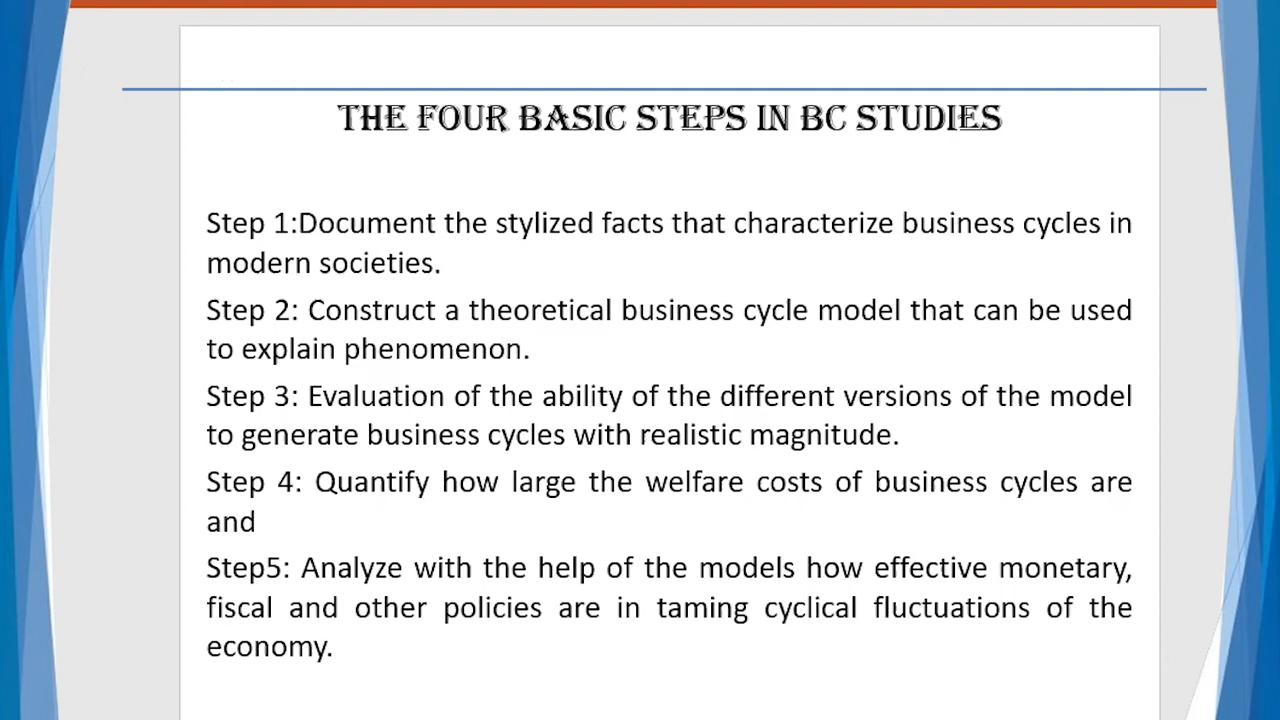 THE FOUR BASIC STEPS IN BC STUDIES
Step 1:Document the stylized facts that characterize business cycles in
modern societies.
Step 2: Construct a theoretical business cycle model that can be used
to explain phenomenon.
Step 3: Evaluation of the ability of the different versions of the model
to generate business cycles with realistic magnitude.
Step 4: Quantify how large the welfare costs of business cycles are
and
Step5: Analyze with the help of the models how effective monetary,
fiscal and other policies are in taming cyclical fluctuations of the
economy.